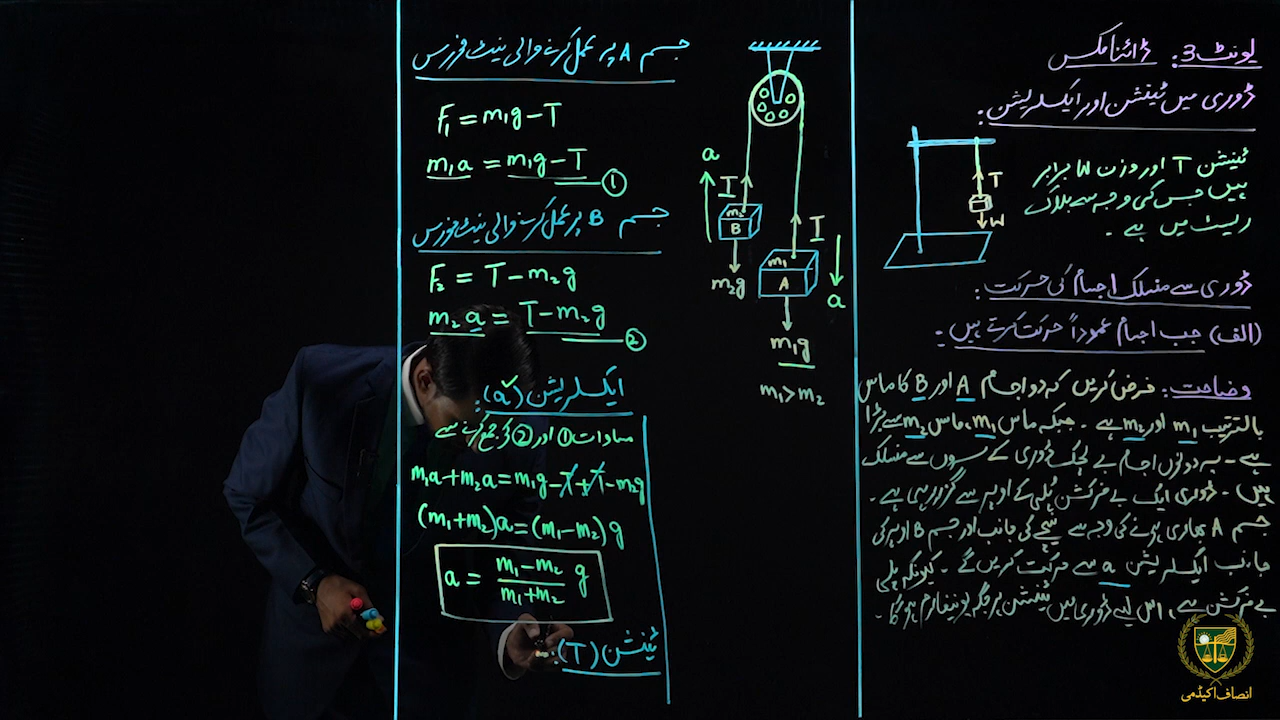 یونٹ 3: ڈائنامکس
ڈوری میں ٹینشن اور ایکسلریشن:
ٹینشن T اور وزن W برابر
ہیں جس کی وجہ سے بلاک
ریسٹ میں ہے۔
T
W
ڈوری سے منسلک اجسام کی حرکت:
(الف) جب اجسام عموداً حرکت کرتے ہیں:
وضاحت: فرض کریں کہ دو اجسام A اور B کا ماس
بالترتیب m₁ اور m₂ ہے۔ جبکہ ماس m₁، ماس m₂ سے بڑا
ہے۔ یہ دونوں اجسام بے لچک ڈوری کے سروں سے منسلک
ہیں۔ ڈوری ایک بے فرکشن پلی کے اوپر سے گزر رہی ہے۔
جسم A بھاری ہونے کی وجہ سے نیچے کی جانب اور جسم B اوپر کی
جانب ایکسلریشن a سے حرکت کریں گے۔ کیونکہ پلی
بے فرکشن ہے، اس لیے ڈوری میں ٹینشن ہر جگہ یونیفارم ہوگا۔
a
T
m₂
B
m₂g
T
m₁
A
a
m₁g
m₁>m₂
جسم A پر عمل کرنے والی نیٹ فورس
F₁ = m₁g-T
m₁a = m₁g-T ①
جسم B پر عمل کرنے والی نیٹ فورس
F₂ = T-m₂g
m₂a = T-m₂g ②
ایکسلریشن (a):
مساوات ① اور ② کو جمع کرنے سے
m₁a+m₂a=m₁g-T+T-m₂g
(m₁+m₂)a=(m₁-m₂)g
a = (m₁-m₂)/(m₁+m₂) g
ٹینشن (T):
انصاف اکیڈمی